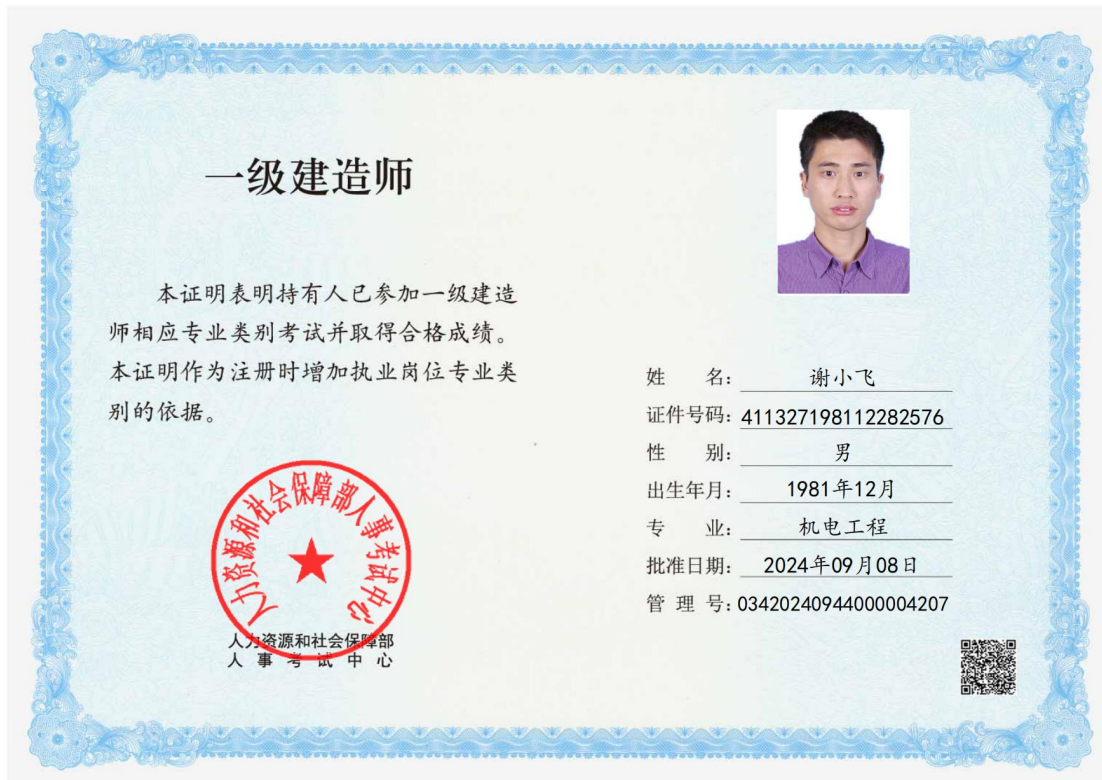 一级建造师
本证明表明持有人已参加一级建造
师相应专业类别考试并取得合格成绩。
本证明作为注册时增加执业岗位专业类
别的依据。
人力资源和社会保障部人事考试中心
人力资源和社会保障部
人事考试中心
姓 名：谢小飞
证件号码：411327198112282576
性 别：男
出生年月：1981年12月
专 业：机电工程
批准日期：2024年09月08日
管 理 号：03420240944000004207